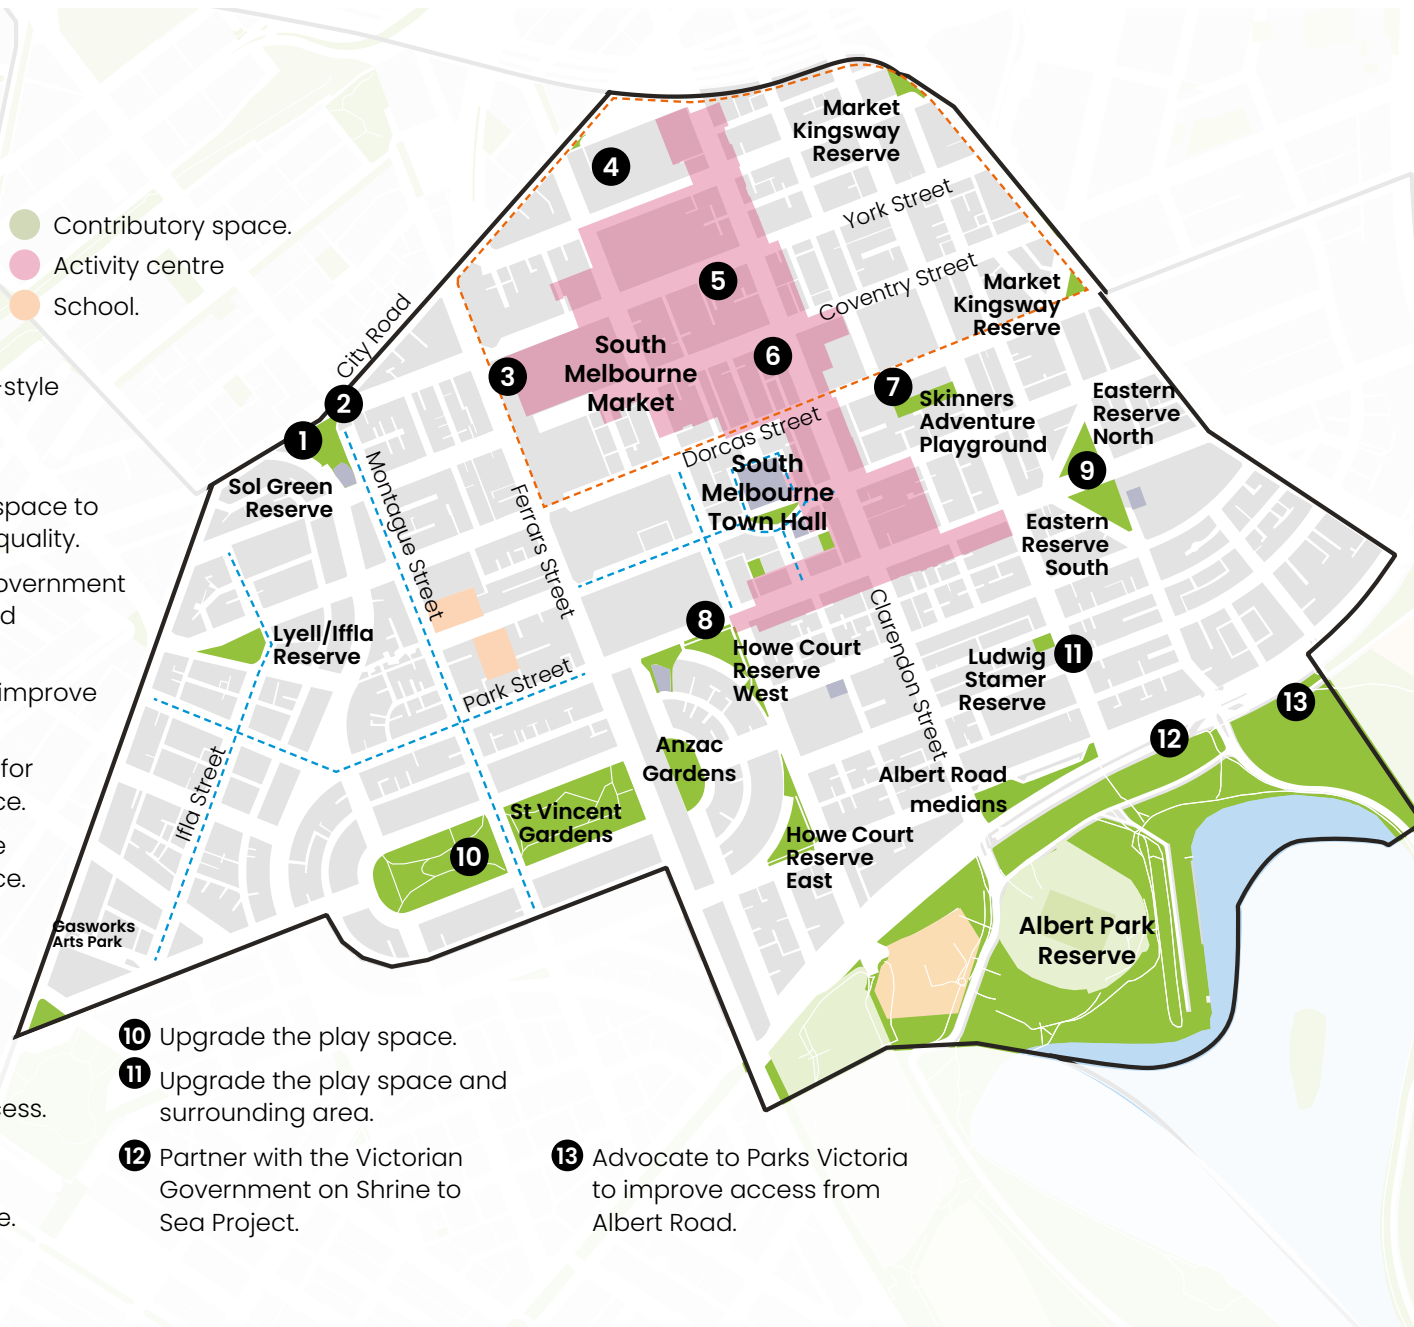 Contributory space.
Activity centre
School.
-style
space to
quality.
overnment
d
improve
for
ce.
e
ce.
cess.
e.
Market
Kingsway
Reserve
York Street
Coventry Street
Market
Kingsway
Reserve
City Road
4
5
6
3
South
Melbourne
Market
2
1
Sol Green
Reserve
7
Skinners
Adventure
Playground
Eastern
Reserve
North
9
Eastern
Reserve
South
Dorcas Street
South
Melbourne
Town Hall
Montague Street
Ferrars Street
Clarendon Street
Lyell/Iffla
Reserve
8
Howe Court
Reserve
West
Park Street
Ludwig
Stamer
Reserve
11
13
12
Anzac
Gardens
Albert Road
medians
Iffla Street
St Vincent
Gardens
10
Howe Court
Reserve
East
Gasworks
Arts Park
Albert Park
Reserve
10 Upgrade the play space.
11 Upgrade the play space and
surrounding area.
12 Partner with the Victorian
Government on Shrine to
Sea Project.
13 Advocate to Parks Victoria
to improve access from
Albert Road.